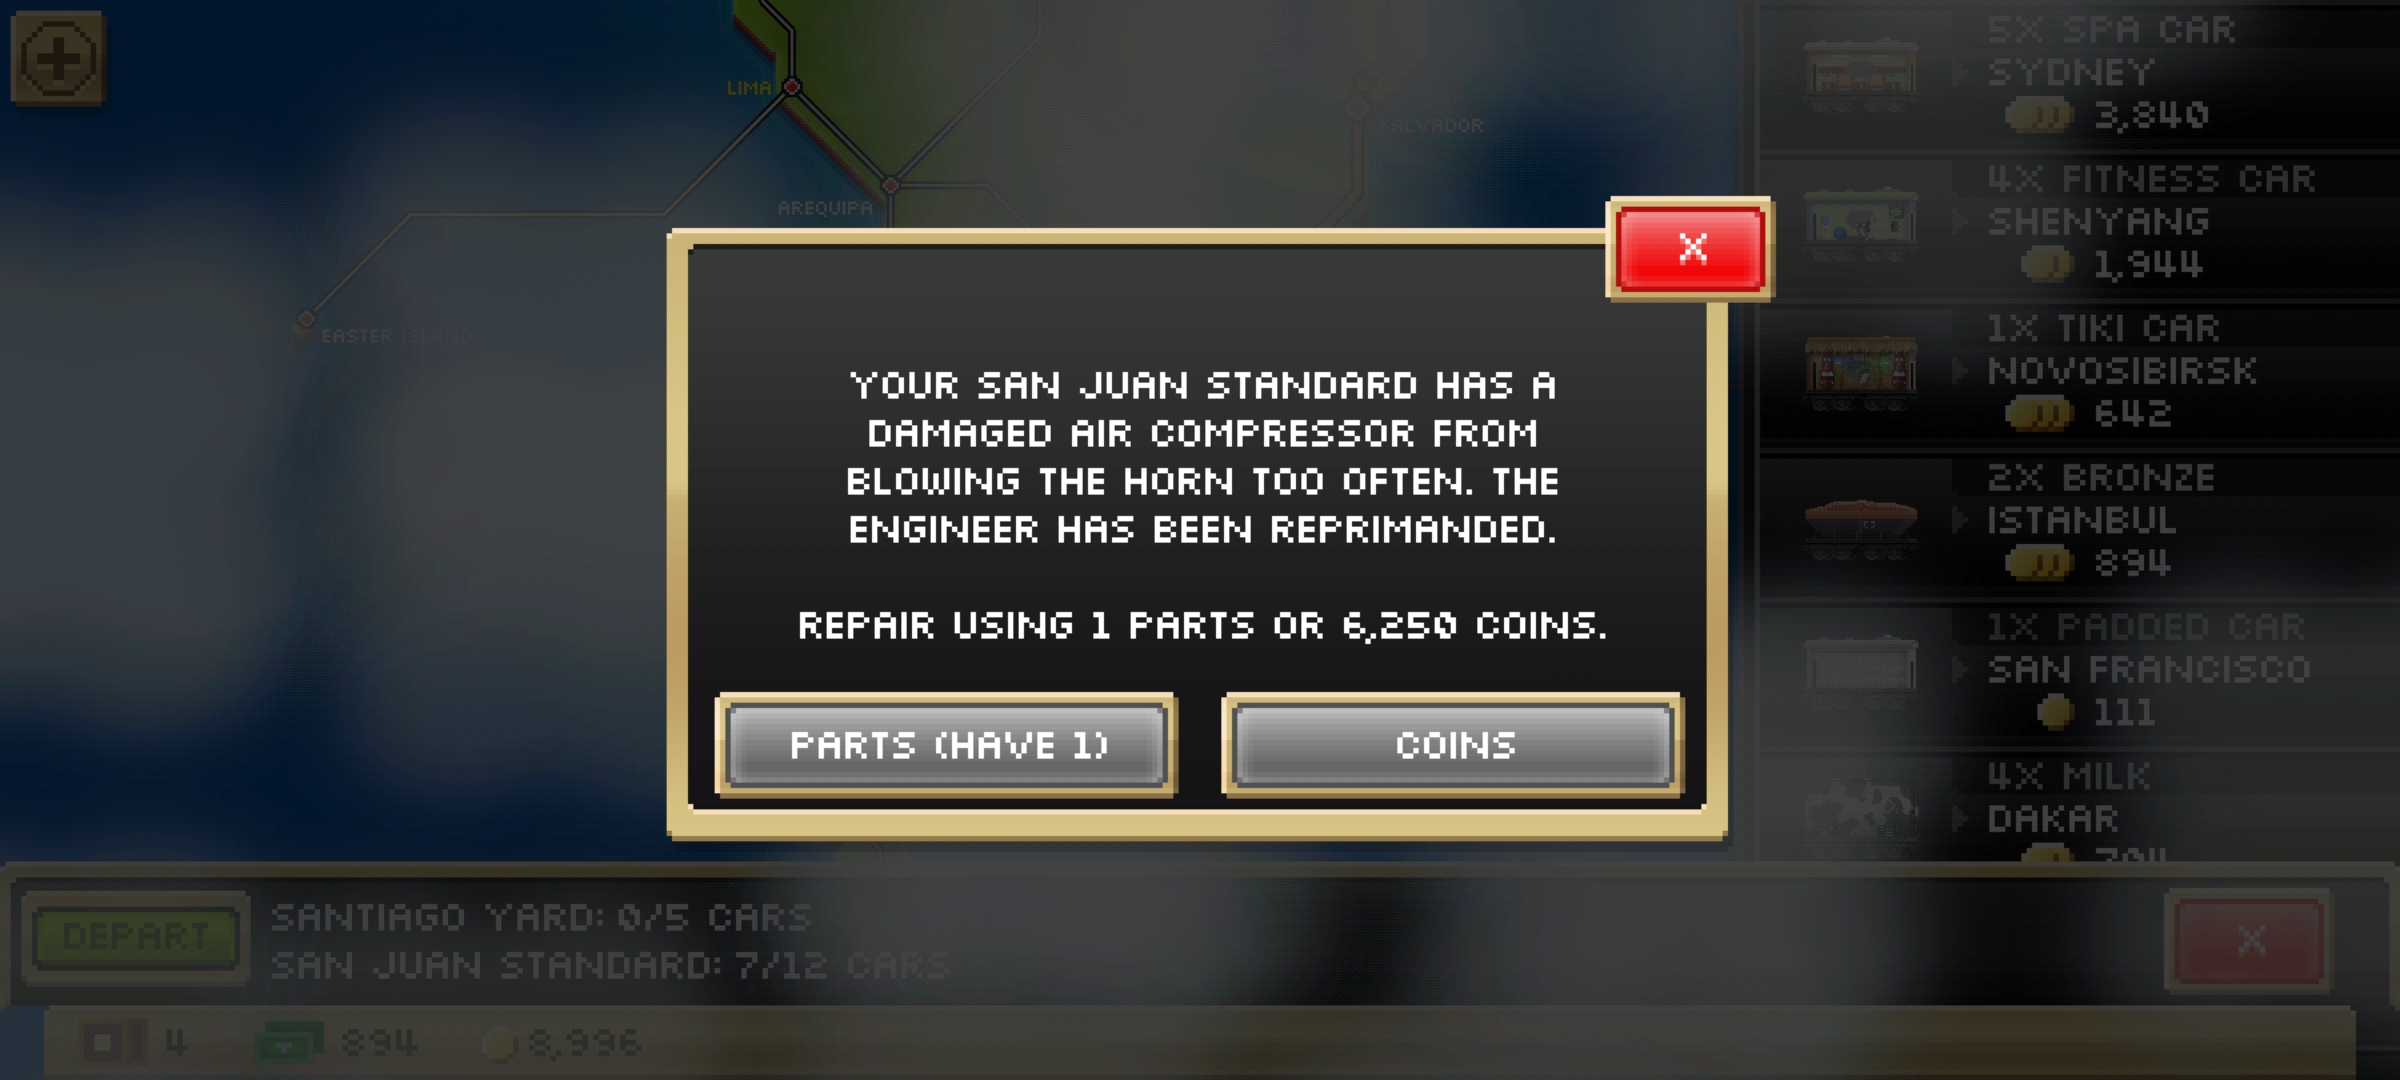 LIMA
AREQUIPA
SALVADOR
EASTER ISLAND
5X SPA CAR
SYDNEY
3,840
4X FITNESS CAR
SHENYANG
1,944
1X TIKI CAR
NOVOSIBIRSK
642
2X BRONZE
ISTANBUL
894
1X PADDED CAR
SAN FRANCISCO
111
4X MILK
DAKAR
X
YOUR SAN JUAN STANDARD HAS A
DAMAGED AIR COMPRESSOR FROM
BLOWING THE HORN TOO OFTEN. THE
ENGINEER HAS BEEN REPRIMANDED.
REPAIR USING 1 PARTS OR 6,250 COINS.
PARTS (HAVE 1)
COINS
DEPART
SANTIAGO YARD: 0/5 CARS
SAN JUAN STANDARD: 7/12 CARS
X
4
894
8,996